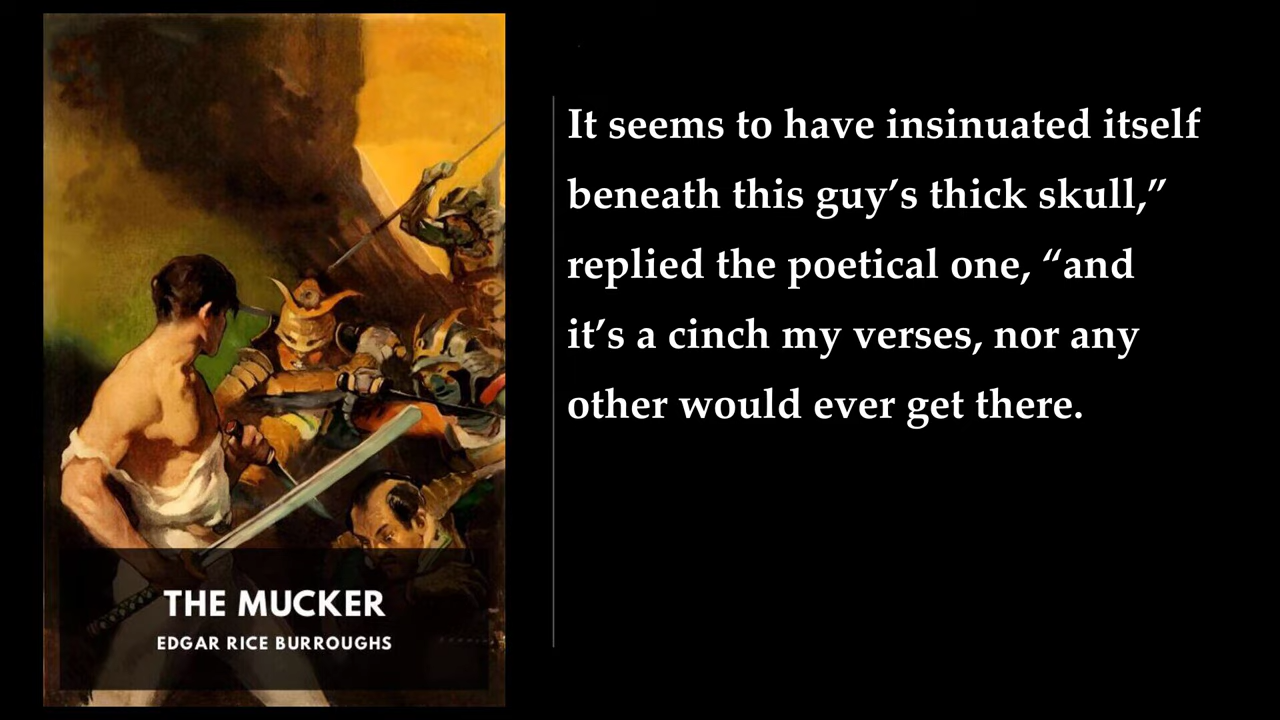 THE MUCKER
EDGAR RICE BURROUGHS
It seems to have insinuated itself
beneath this guy’s thick skull,”
replied the poetical one, “and
it’s a cinch my verses, nor any
other would ever get there.